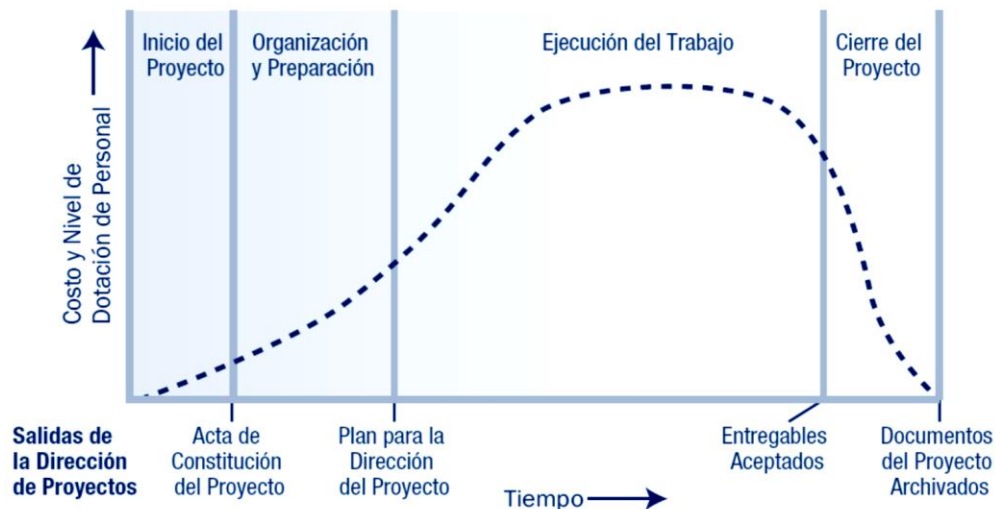 Inicio del
Proyecto
Organización
y Preparación
Ejecución del Trabajo
Cierre del
Proyecto
Costo y Nivel de
Dotación de Personal
Salidas de
la Dirección
de Proyectos
Acta de
Constitución
del Proyecto
Plan para la
Dirección
del Proyecto
Entregables
Aceptados
Documentos
del Proyecto
Archivados
Tiempo